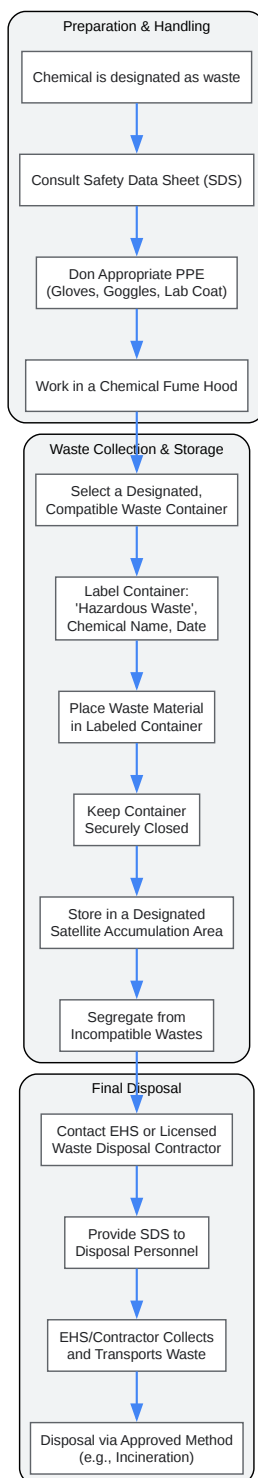 Preparation & Handling
Chemical is designated as waste
Consult Safety Data Sheet (SDS)
Don Appropriate PPE
(Gloves, Goggles, Lab Coat)
Work in a Chemical Fume Hood
Waste Collection & Storage
Select a Designated,
Compatible Waste Container
Label Container:
'Hazardous Waste',
Chemical Name, Date
Place Waste Material
in Labeled Container
Keep Container
Securely Closed
Store in a Designated
Satellite Accumulation Area
Segregate from
Incompatible Wastes
Final Disposal
Contact EHS or Licensed
Waste Disposal Contractor
Provide SDS to
Disposal Personnel
EHS/Contractor Collects
and Transports Waste
Disposal via Approved Method
(e.g., Incineration)